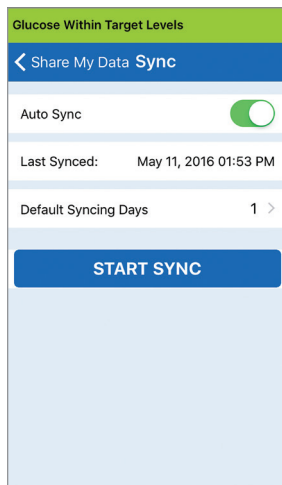 Glucose Within Target Levels
Share My Data Sync
Auto Sync
Last Synced: May 11, 2016 01:53 PM
Default Syncing Days 1
START SYNC